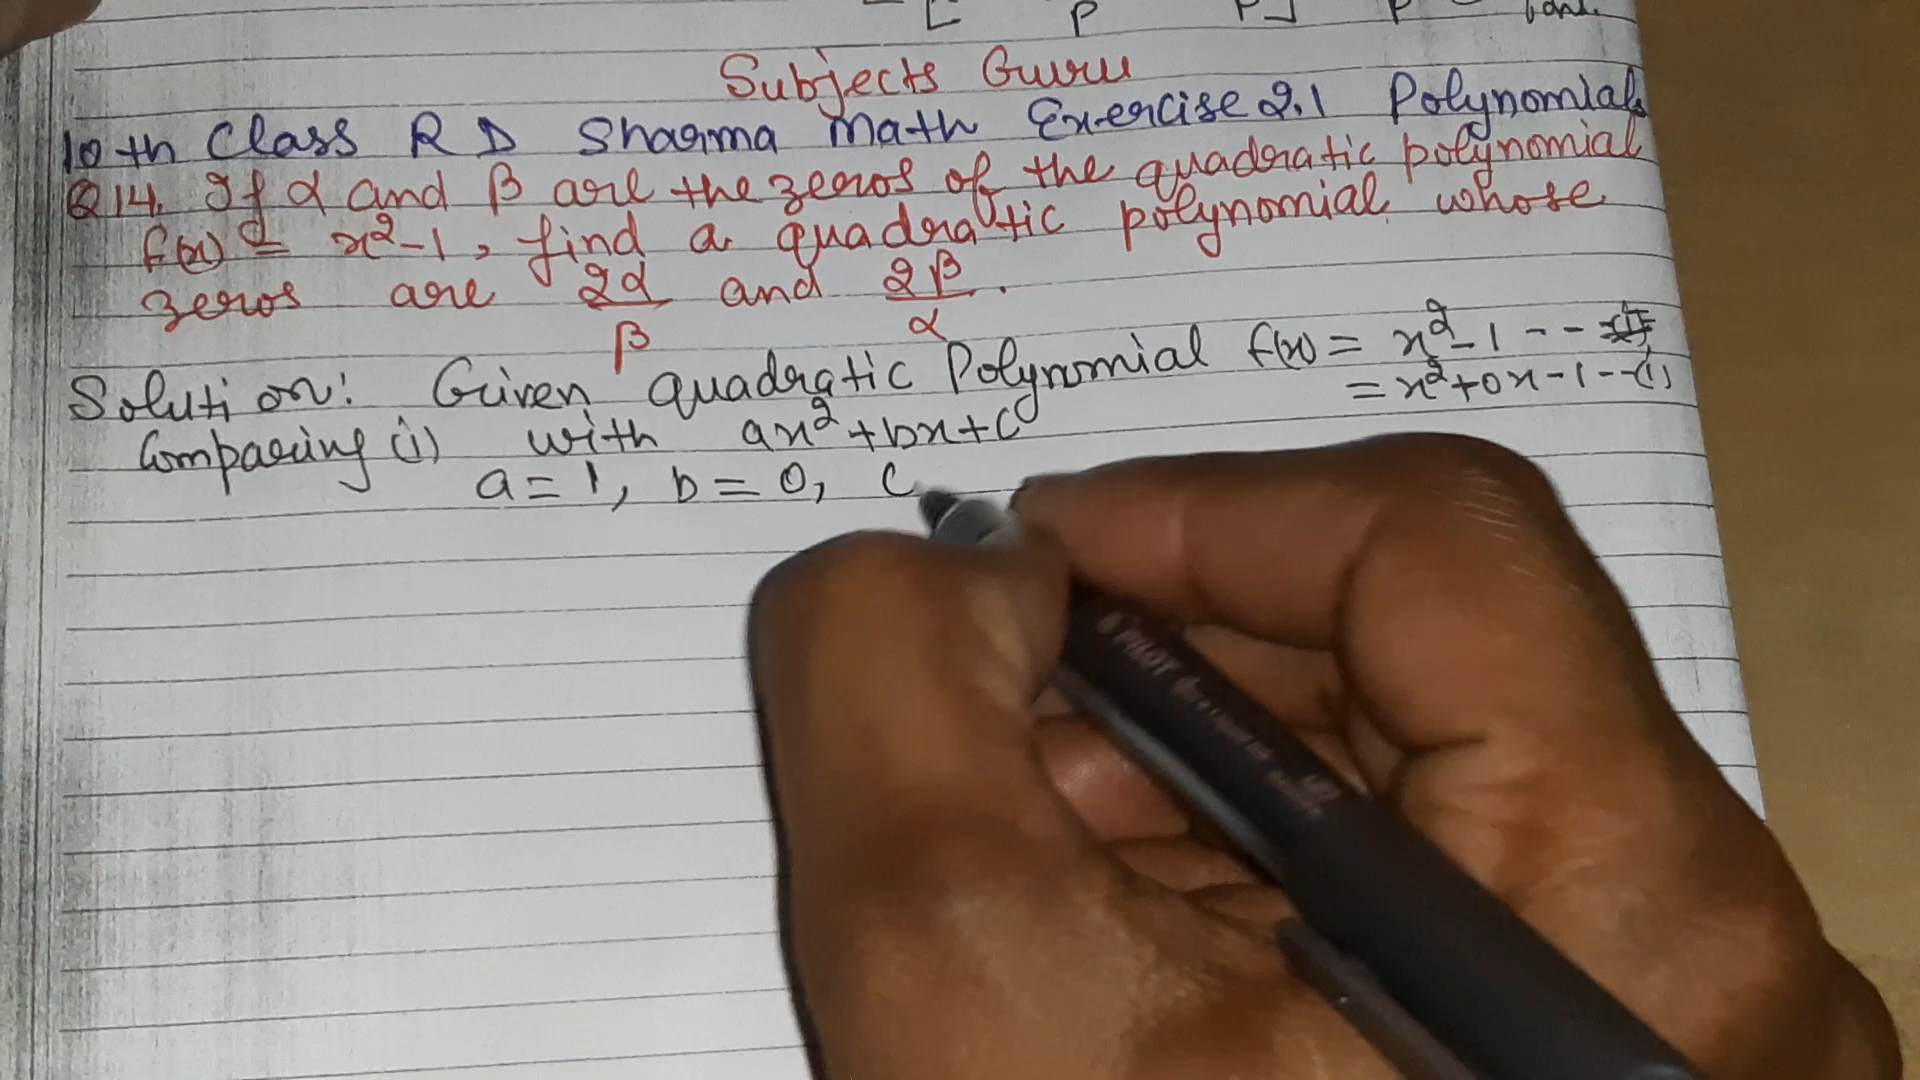 Subjects Guru
10th Class R D Sharma Math Exercise 2.1 Polynomials
Q14. If α and β are the zeros of the quadratic polynomial
f(x) = x²-1, find a quadratic polynomial whose
zeros are 2α/β and 2β/α.
Solution: Given quadratic Polynomial f(x) = x²-1 ---
= x²+0x-1--(1)
Comparing (i) with ax²+bx+c
a=1, b=0, c
PILOT